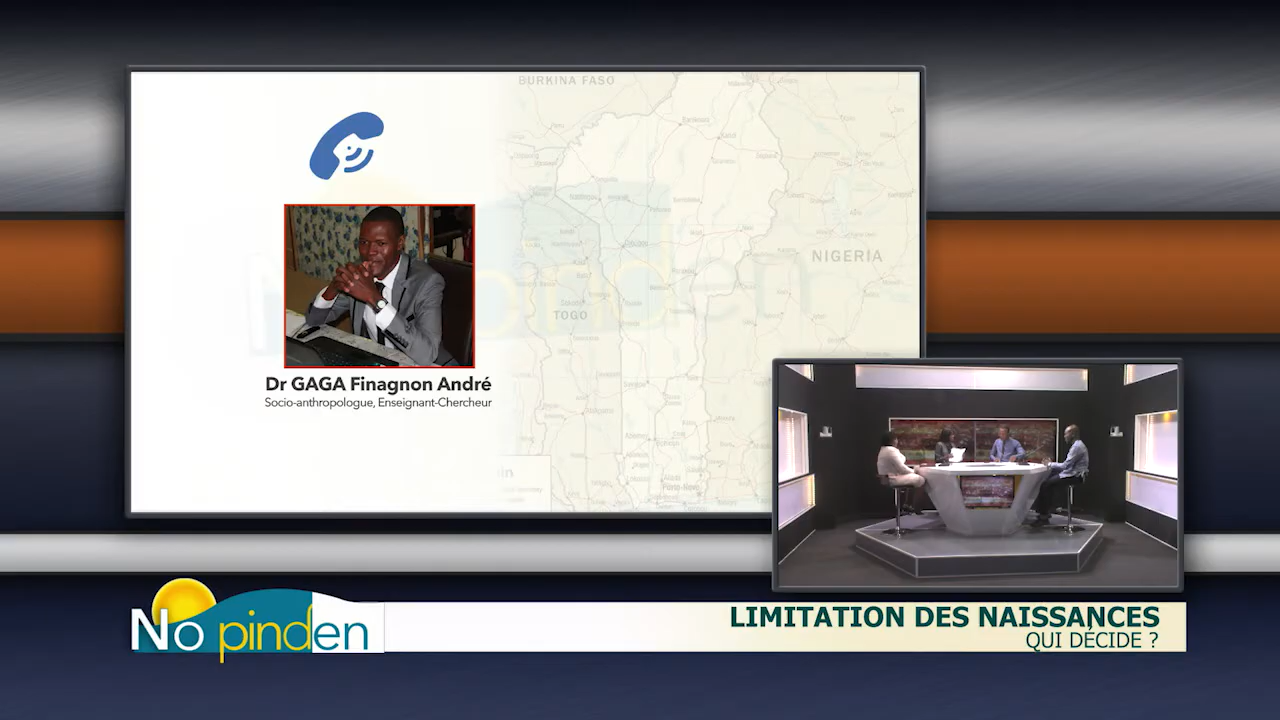 BURKINA FASO
NIGERIA
TOGO
Dr GAGA Finagnon André
Socio-anthropologue, Enseignant-Chercheur
No pinden
LIMITATION DES NAISSANCES
QUI DÉCIDE ?